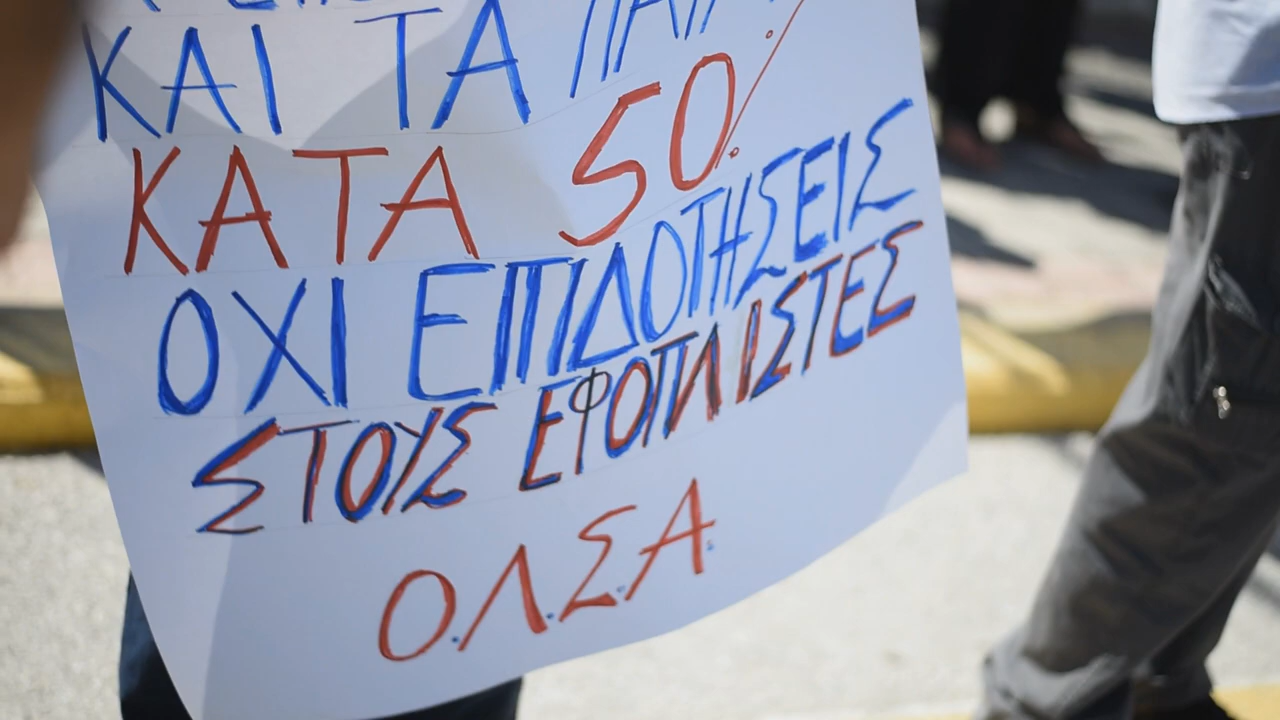 ΚΑΙ ΤΑ
ΚΑΤΑ 50%
ΟΧΙ ΕΠΙΔΟΤΗΣΕΙΣ
ΣΤΟΥΣ ΕΦΟΠΛΙΣΤΕΣ
Ο.Λ.Σ.Α.